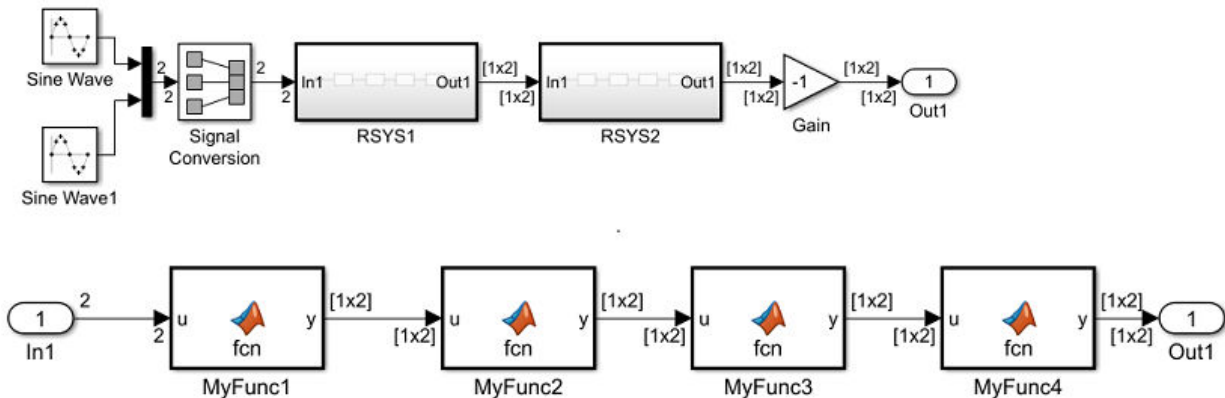 Sine Wave
2
2
Signal
Conversion
2
2
In1
Out1
RSYS1
[1x2]
[1x2]
In1
Out1
RSYS2
[1x2]
[1x2]
-1
Gain
[1x2]
[1x2]
1
Out1
Sine Wave1
1
In1
2
2
u
fcn
y
MyFunc1
[1x2]
[1x2]
u
fcn
y
MyFunc2
[1x2]
[1x2]
u
fcn
y
MyFunc3
[1x2]
[1x2]
u
fcn
y
MyFunc4
[1x2]
[1x2]
1
Out1